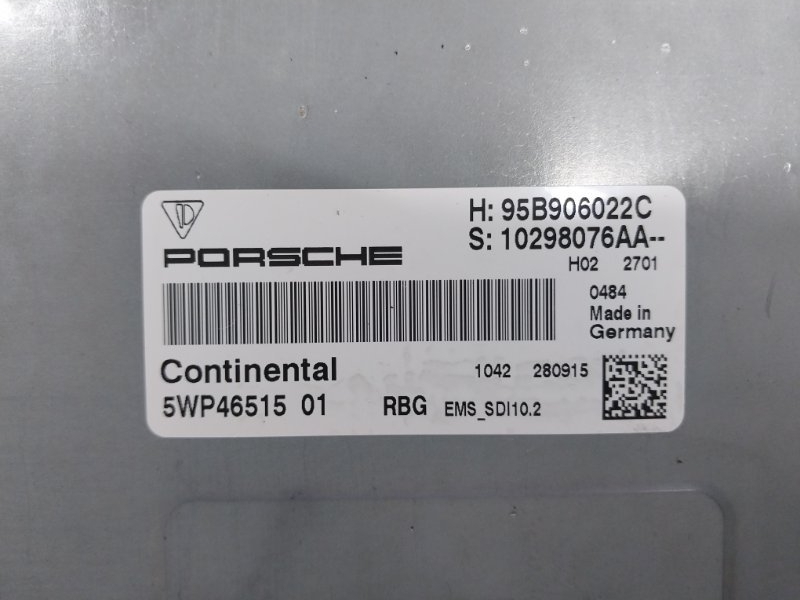 PORSCHE
H: 95B906022C
S: 10298076AA--
H02 2701
0484
Made in
Germany
Continental
1042 280915
5WP46515 01 RBG EMS_SDI10.2